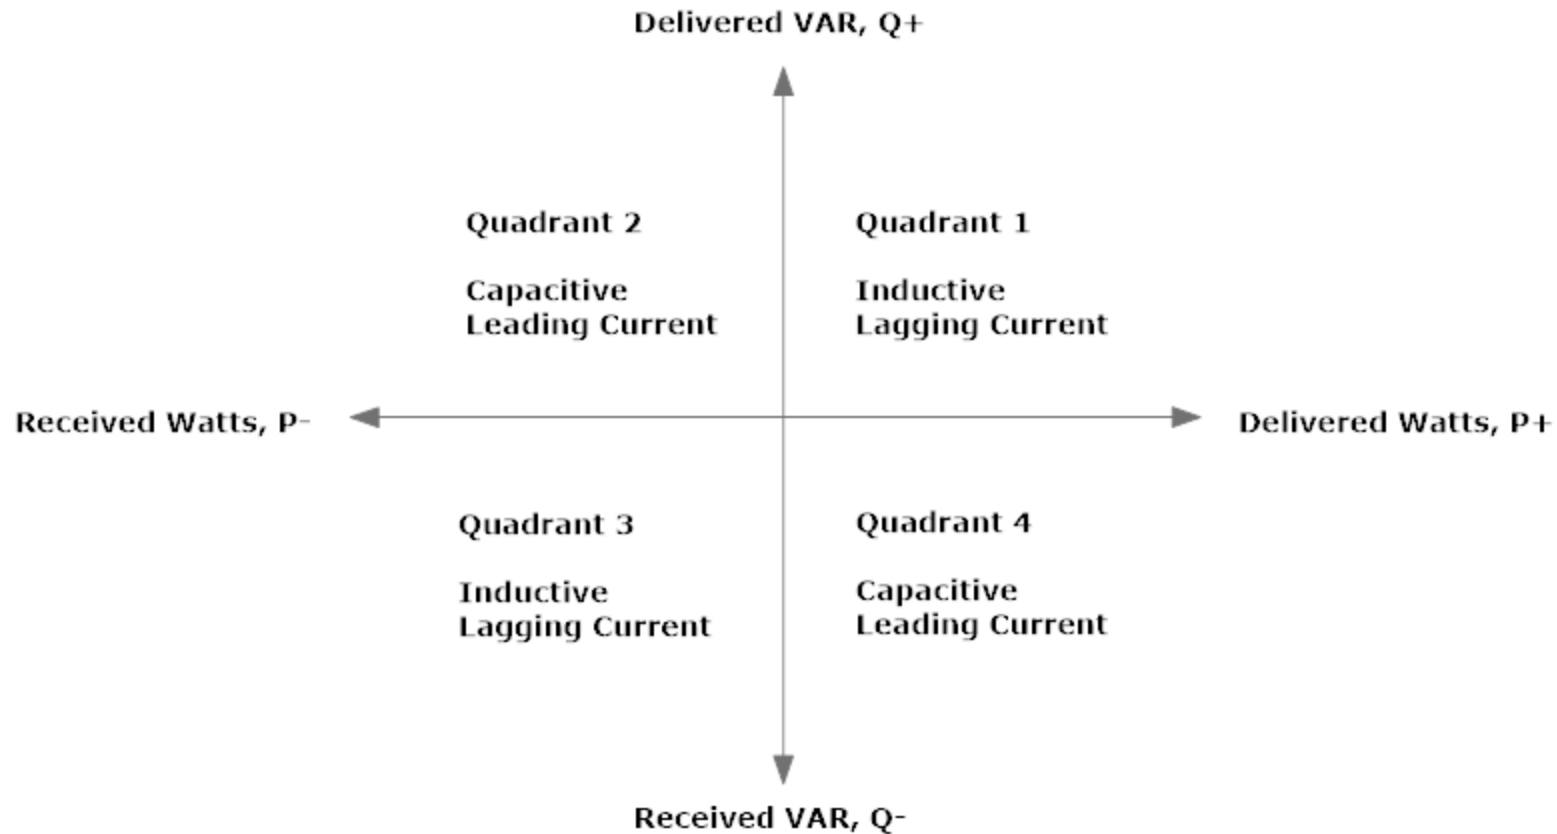 Delivered VAR, Q+
Quadrant 2
Quadrant 1
Capacitive
Leading Current
Inductive
Lagging Current
Received Watts, P-
Delivered Watts, P+
Quadrant 3
Quadrant 4
Inductive
Lagging Current
Capacitive
Leading Current
Received VAR, Q-